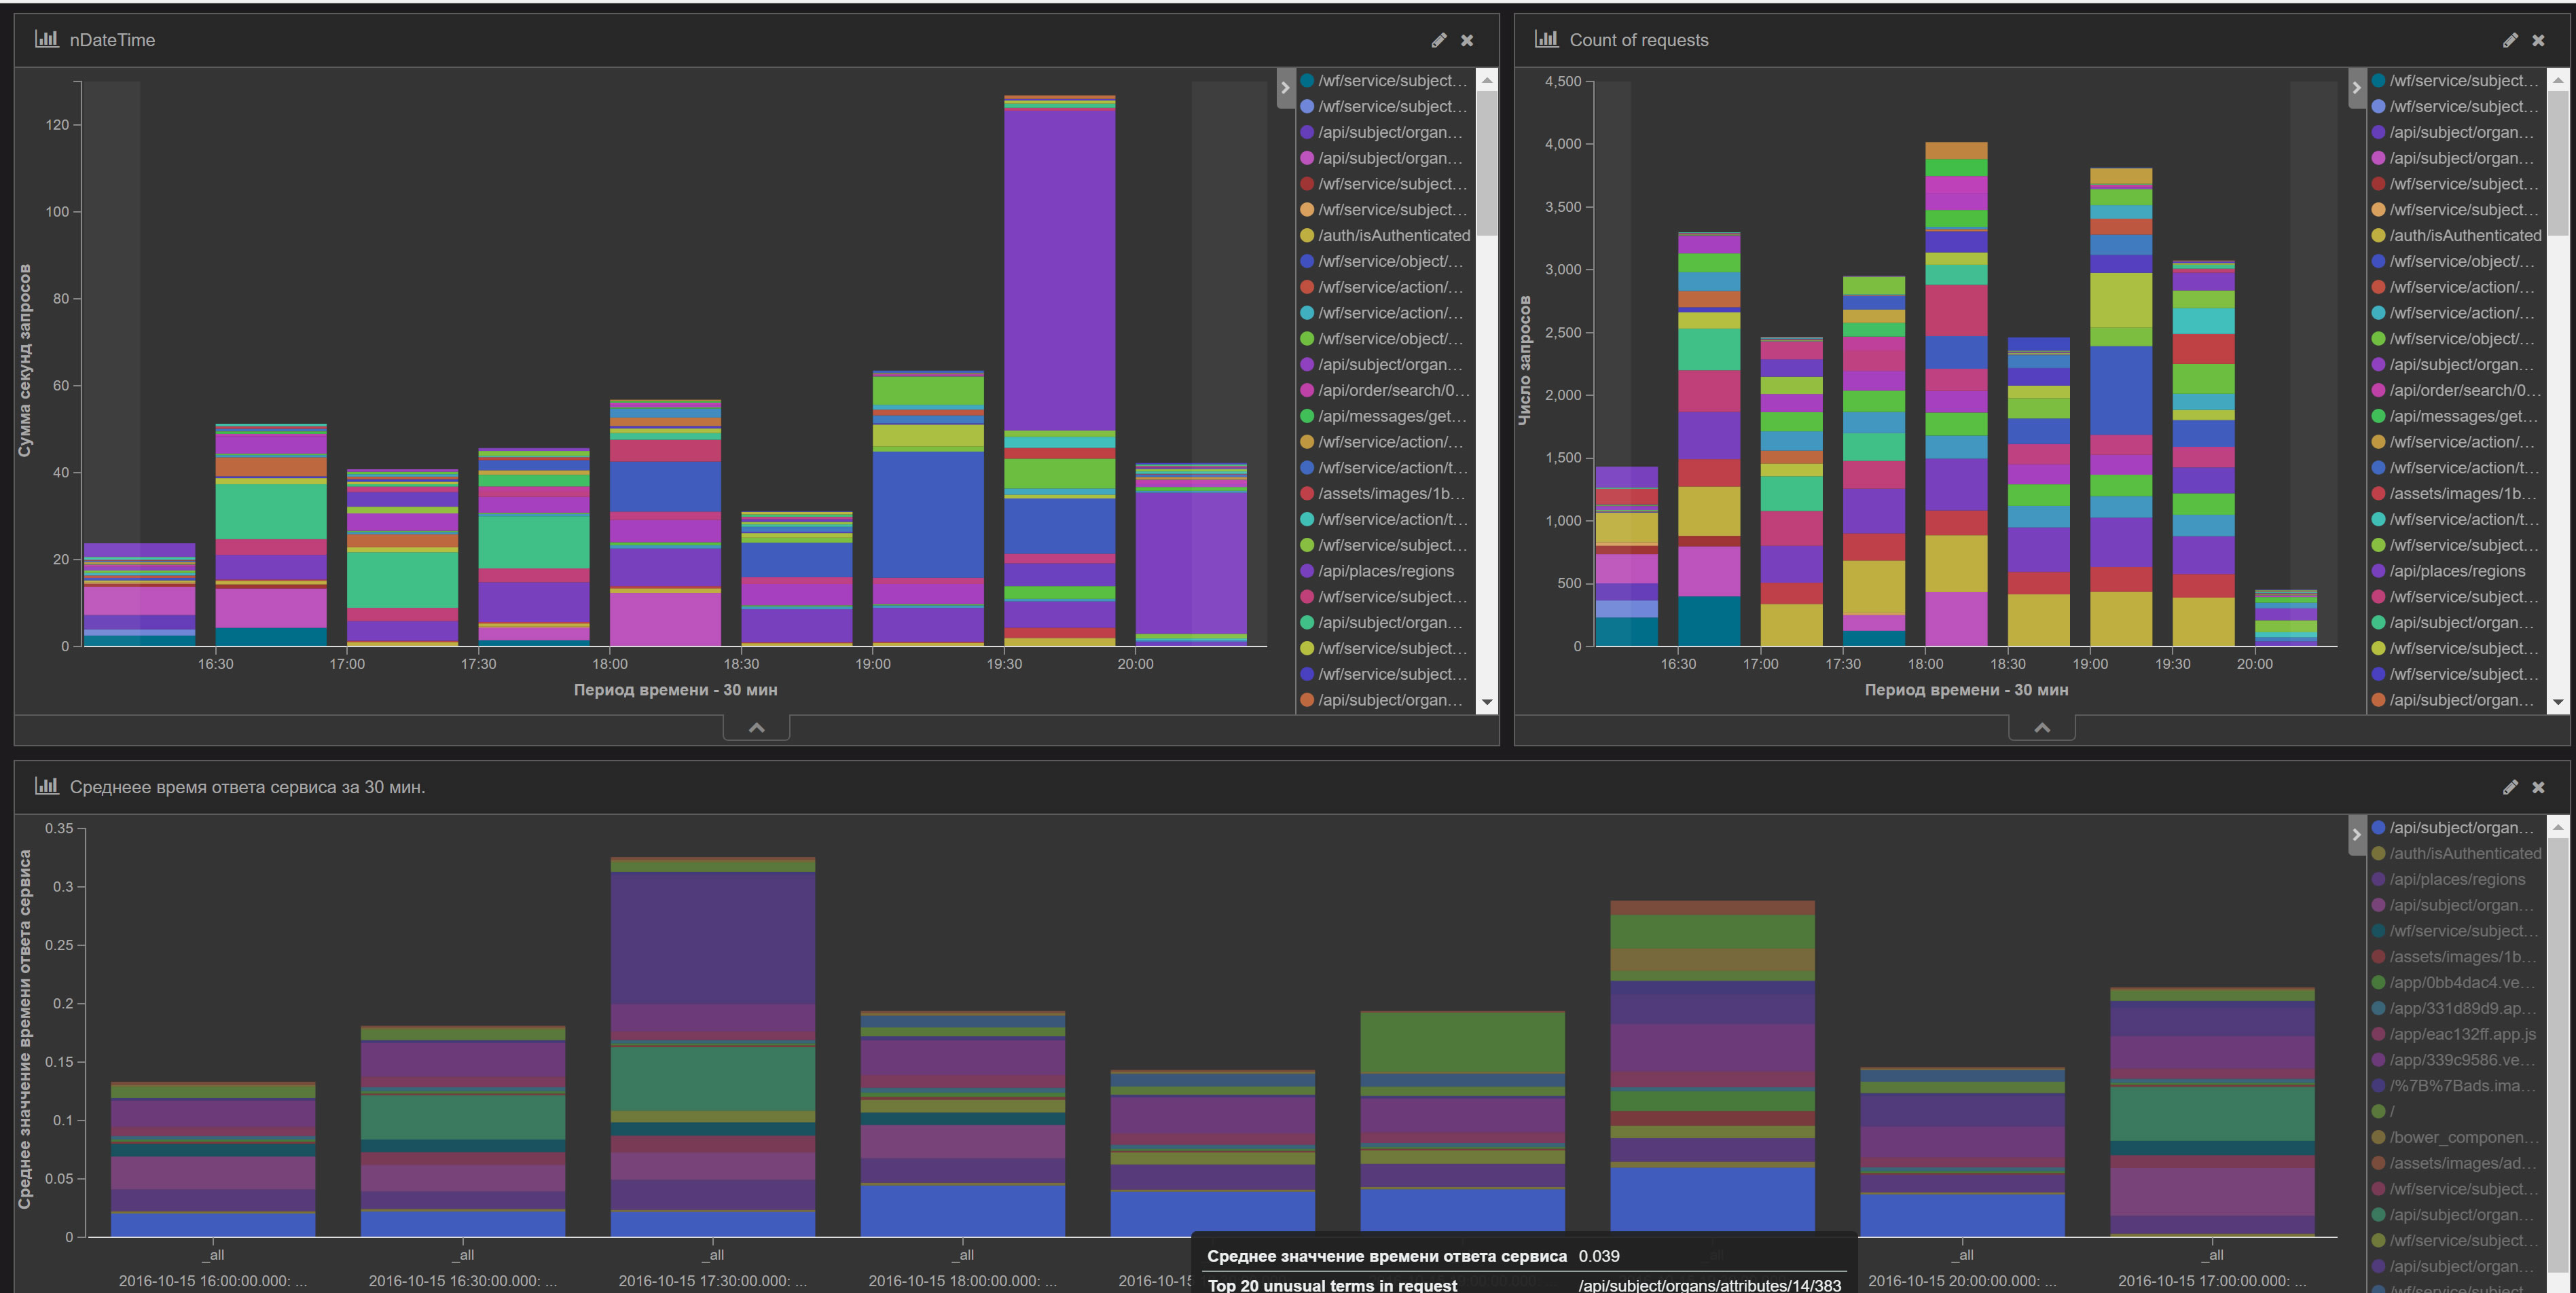 nDateTime
120
100
80
60
40
20
0
Сумма секунд запросов
16:30 17:00 17:30 18:00 18:30 19:00 19:30 20:00
Период времени - 30 мин
/wf/service/subject...
/wf/service/subject...
/api/subject/organ...
/api/subject/organ...
/wf/service/subject...
/wf/service/subject...
/auth/isAuthenticated
/wf/service/object/...
/wf/service/action/...
/wf/service/action/...
/wf/service/object/...
/api/subject/organ...
/api/order/search/0...
/api/messages/get...
/wf/service/action/...
/wf/service/action/t...
/assets/images/1b...
/wf/service/action/t...
/wf/service/subject...
/api/places/regions
/wf/service/subject...
/api/subject/organ...
/wf/service/subject...
/wf/service/subject...
/api/subject/organ...
Count of requests
4,500
4,000
3,500
3,000
2,500
2,000
1,500
1,000
500
0
Число запросов
16:30 17:00 17:30 18:00 18:30 19:00 19:30 20:00
Период времени - 30 мин
/wf/service/subject...
/wf/service/subject...
/api/subject/organ...
/api/subject/organ...
/wf/service/subject...
/wf/service/subject...
/auth/isAuthenticated
/wf/service/object/...
/wf/service/action/...
/wf/service/action/...
/wf/service/object/...
/api/subject/organ...
/api/order/search/0...
/api/messages/get...
/wf/service/action/...
/wf/service/action/t...
/assets/images/1b...
/wf/service/action/t...
/wf/service/subject...
/api/places/regions
/wf/service/subject...
/api/subject/organ...
/wf/service/subject...
/wf/service/subject...
/api/subject/organ...
Среднеее время ответа сервиса за 30 мин.
0.35
0.3
0.25
0.2
0.15
0.1
0.05
0
Среднее значчение времени ответа сервиса
_all _all _all _all _all _all
2016-10-15 16:00:00.000: ... 2016-10-15 16:30:00.000: ... 2016-10-15 17:30:00.000: ... 2016-10-15 18:00:00.000: ... 2016-10-15 2016-10-15 20:00:00.000: ... 2016-10-15 17:00:00.000: ...
Среднее значчение времени ответа сервиса 0.039
Top 20 unusual terms in request /api/subject/organs/attributes/14/383
/api/subject/organ...
/auth/isAuthenticated
/api/places/regions
/api/subject/organ...
/wf/service/subject...
/assets/images/1b...
/app/0bb4dac4.ve...
/app/331d89d9.ap...
/app/eac132ff.app.js
/app/339c9586.ve...
/%7B%7Bads.ima...
/
/bower_componen...
/assets/images/ad...
/wf/service/subject...
/api/subject/organ...
/wf/service/subject...
/api/subject/organ...
/wf/service/subject...